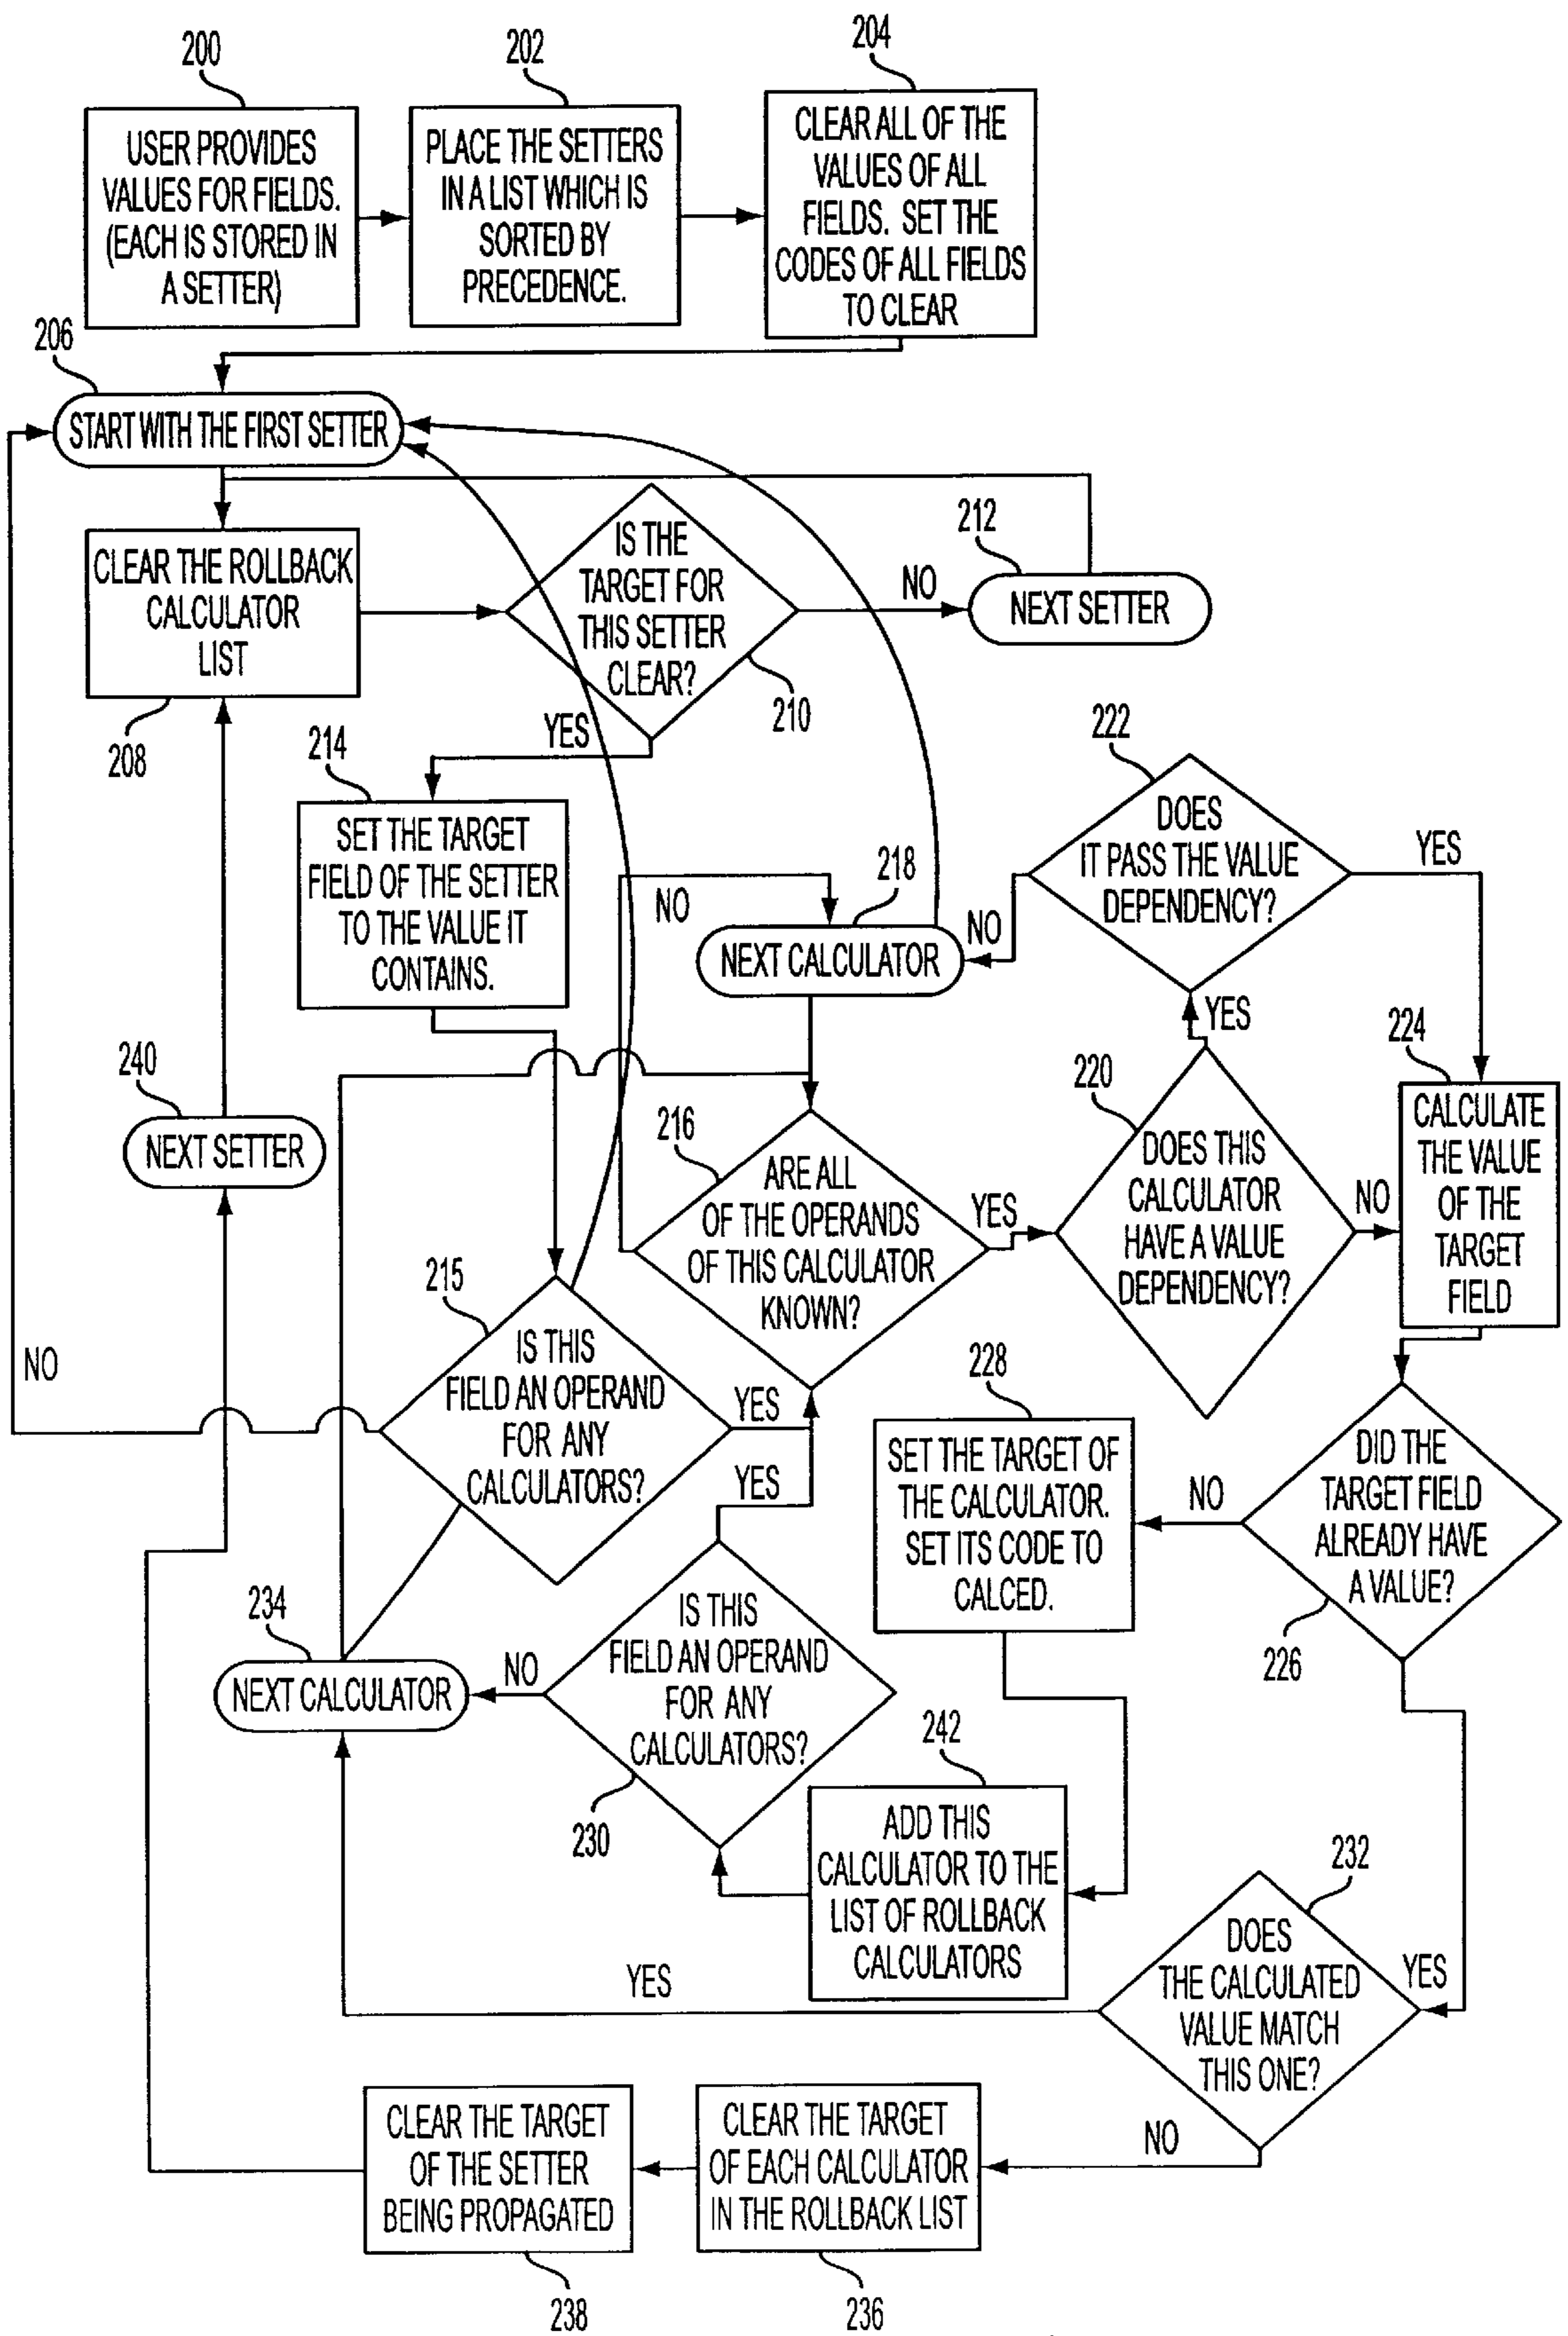 200
USER PROVIDES
VALUES FOR FIELDS.
(EACH IS STORED IN
A SETTER)
202
PLACE THE SETTERS
IN A LIST WHICH IS
SORTED BY
PRECEDENCE.
204
CLEAR ALL OF THE
VALUES OF ALL
FIELDS. SET THE
CODES OF ALL FIELDS
TO CLEAR
206
START WITH THE FIRST SETTER
CLEAR THE ROLLBACK
CALCULATOR
LIST
208
IS THE
TARGET FOR
THIS SETTER
CLEAR?
210
NO
212
NEXT SETTER
YES
214
SET THE TARGET
FIELD OF THE SETTER
TO THE VALUE IT
CONTAINS.
NO
218
NEXT CALCULATOR
NO
222
DOES
IT PASS THE VALUE
DEPENDENCY?
YES
YES
240
NEXT SETTER
216
ARE ALL
OF THE OPERANDS
OF THIS CALCULATOR
KNOWN?
YES
220
DOES THIS
CALCULATOR
HAVE A VALUE
DEPENDENCY?
NO
224
CALCULATE
THE VALUE
OF THE
TARGET
FIELD
NO
215
IS THIS
FIELD AN OPERAND
FOR ANY
CALCULATORS?
YES
YES
228
SET THE TARGET OF
THE CALCULATOR.
SET ITS CODE TO
CALCED.
NO
DID THE
TARGET FIELD
ALREADY HAVE
A VALUE?
226
234
NEXT CALCULATOR
NO
IS THIS
FIELD AN OPERAND
FOR ANY
CALCULATORS?
230
242
ADD THIS
CALCULATOR TO THE
LIST OF ROLLBACK
CALCULATORS
YES
232
DOES
THE CALCULATED
VALUE MATCH
THIS ONE?
YES
NO
CLEAR THE TARGET
OF THE SETTER
BEING PROPAGATED
238
CLEAR THE TARGET
OF EACH CALCULATOR
IN THE ROLLBACK LIST
236